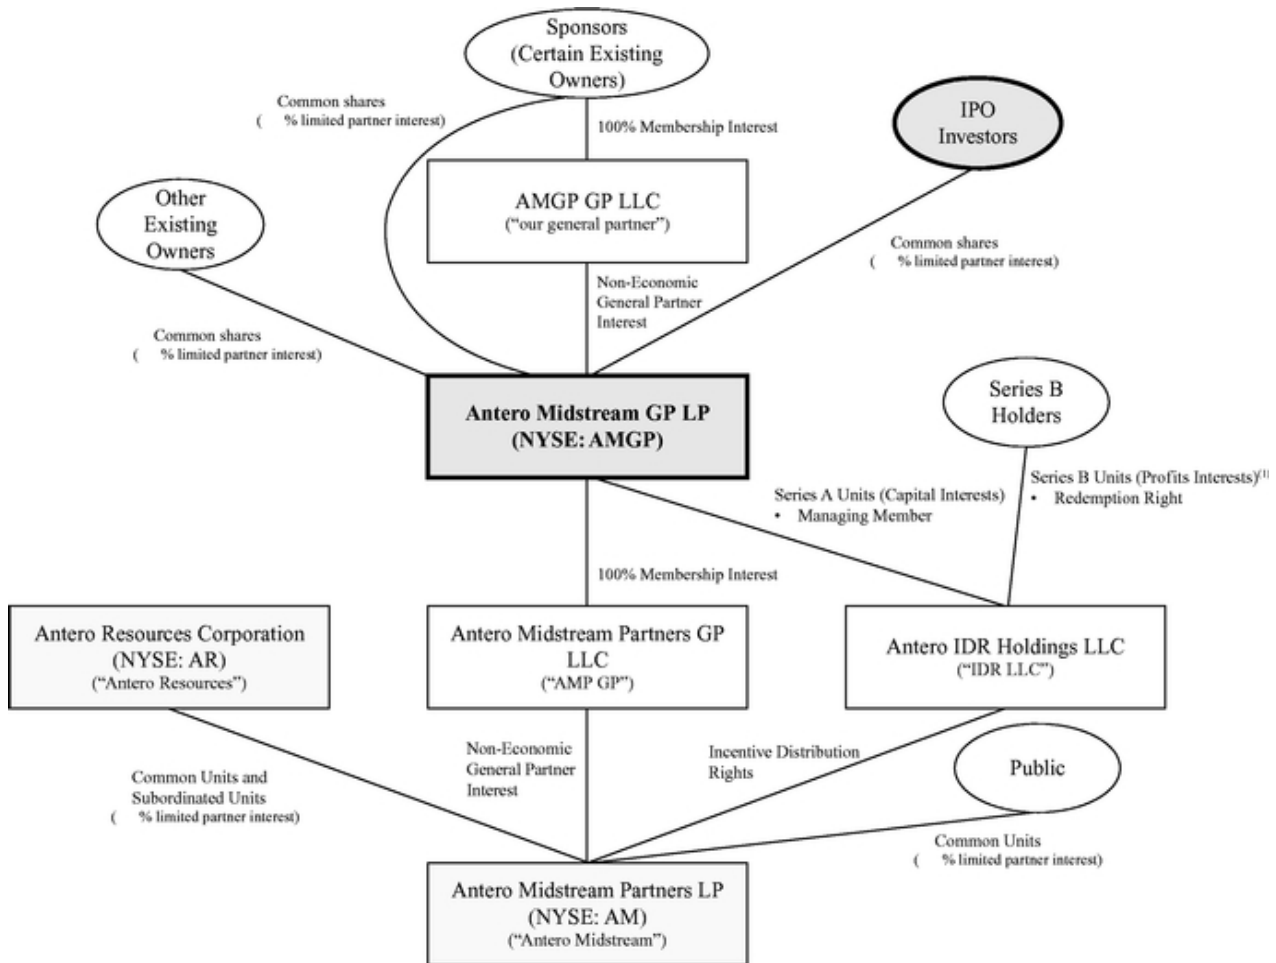 Sponsors
(Certain Existing
Owners)
Common shares
( % limited partner interest)
100% Membership Interest
IPO
Investors
AMGP GP LLC
(“our general partner”)
Other
Existing
Owners
Common shares
( % limited partner interest)
Non-Economic
General Partner
Interest
Common shares
( % limited partner interest)
Antero Midstream GP LP
(NYSE: AMGP)
Series B
Holders
Series A Units (Capital Interests)
• Managing Member
Series B Units (Profits Interests)(1)
• Redemption Right
100% Membership Interest
Antero Resources Corporation
(NYSE: AR)
(“Antero Resources”)
Antero Midstream Partners GP
LLC
(“AMP GP”)
Antero IDR Holdings LLC
(“IDR LLC”)
Common Units and
Subordinated Units
( % limited partner interest)
Non-Economic
General Partner
Interest
Incentive Distribution
Rights
Public
Common Units
( % limited partner interest)
Antero Midstream Partners LP
(NYSE: AM)
(“Antero Midstream”)